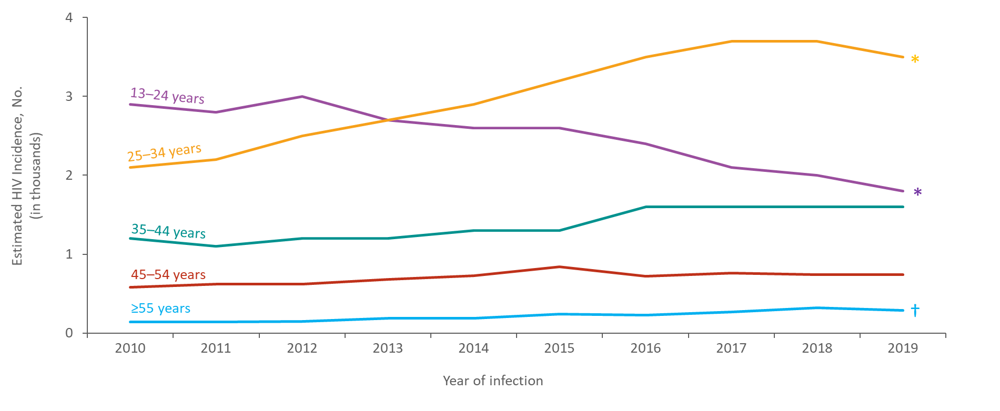 Estimated HIV Incidence, No.
(in thousands)
4
3
2
1
0
13–24 years
25–34 years
35–44 years
45–54 years
≥55 years
*
*
†
2010 2011 2012 2013 2014 2015 2016 2017 2018 2019
Year of infection